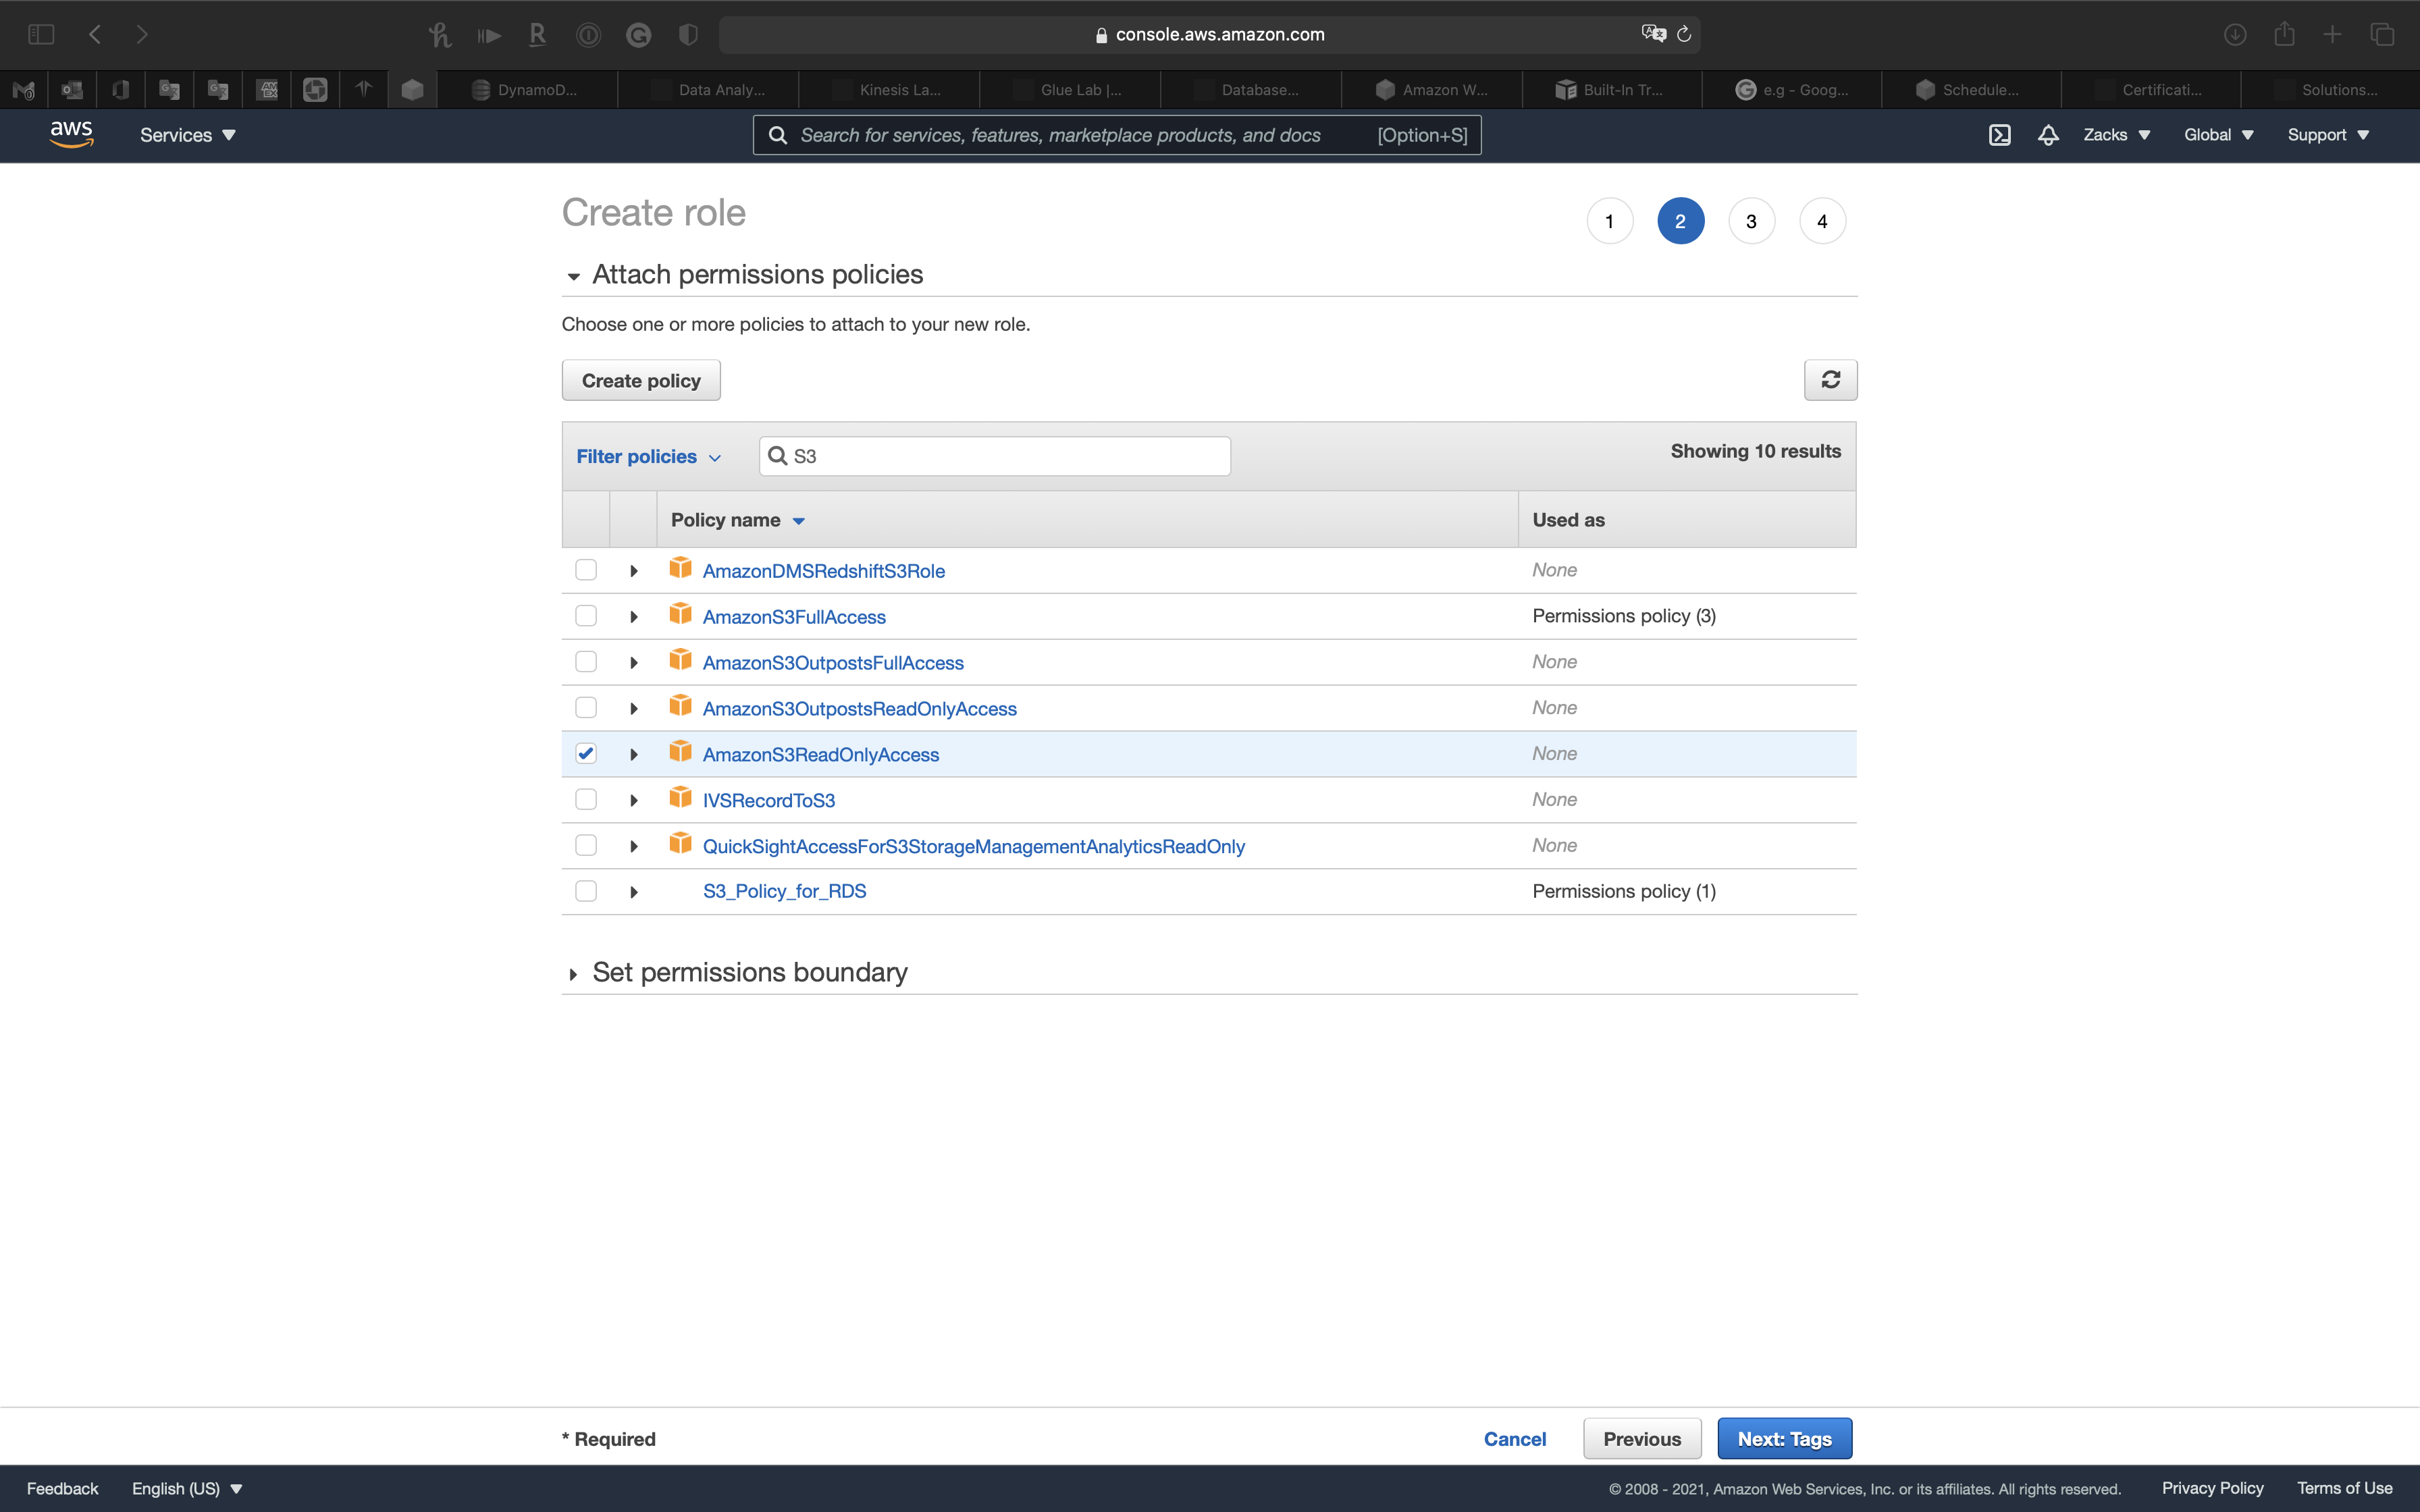 console.aws.amazon.com
DynamoD... Data Analy... Kinesis La... Glue Lab |... Database... Amazon W... Built-In Tr... e.g - Goog... Schedule... Certificati... Solutions...
aws Services Search for services, features, marketplace products, and docs [Option+S] Zacks Global Support
Create role 1 2 3 4
Attach permissions policies
Choose one or more policies to attach to your new role.
Create policy
Filter policies S3 Showing 10 results
Policy name Used as
AmazonDMSRedshiftS3Role None
AmazonS3FullAccess Permissions policy (3)
AmazonS3OutpostsFullAccess None
AmazonS3OutpostsReadOnlyAccess None
AmazonS3ReadOnlyAccess None
IVSRecordToS3 None
QuickSightAccessForS3StorageManagementAnalyticsReadOnly None
S3_Policy_for_RDS Permissions policy (1)
Set permissions boundary
* Required Cancel Previous Next: Tags
Feedback English (US) © 2008 - 2021, Amazon Web Services, Inc. or its affiliates. All rights reserved. Privacy Policy Terms of Use